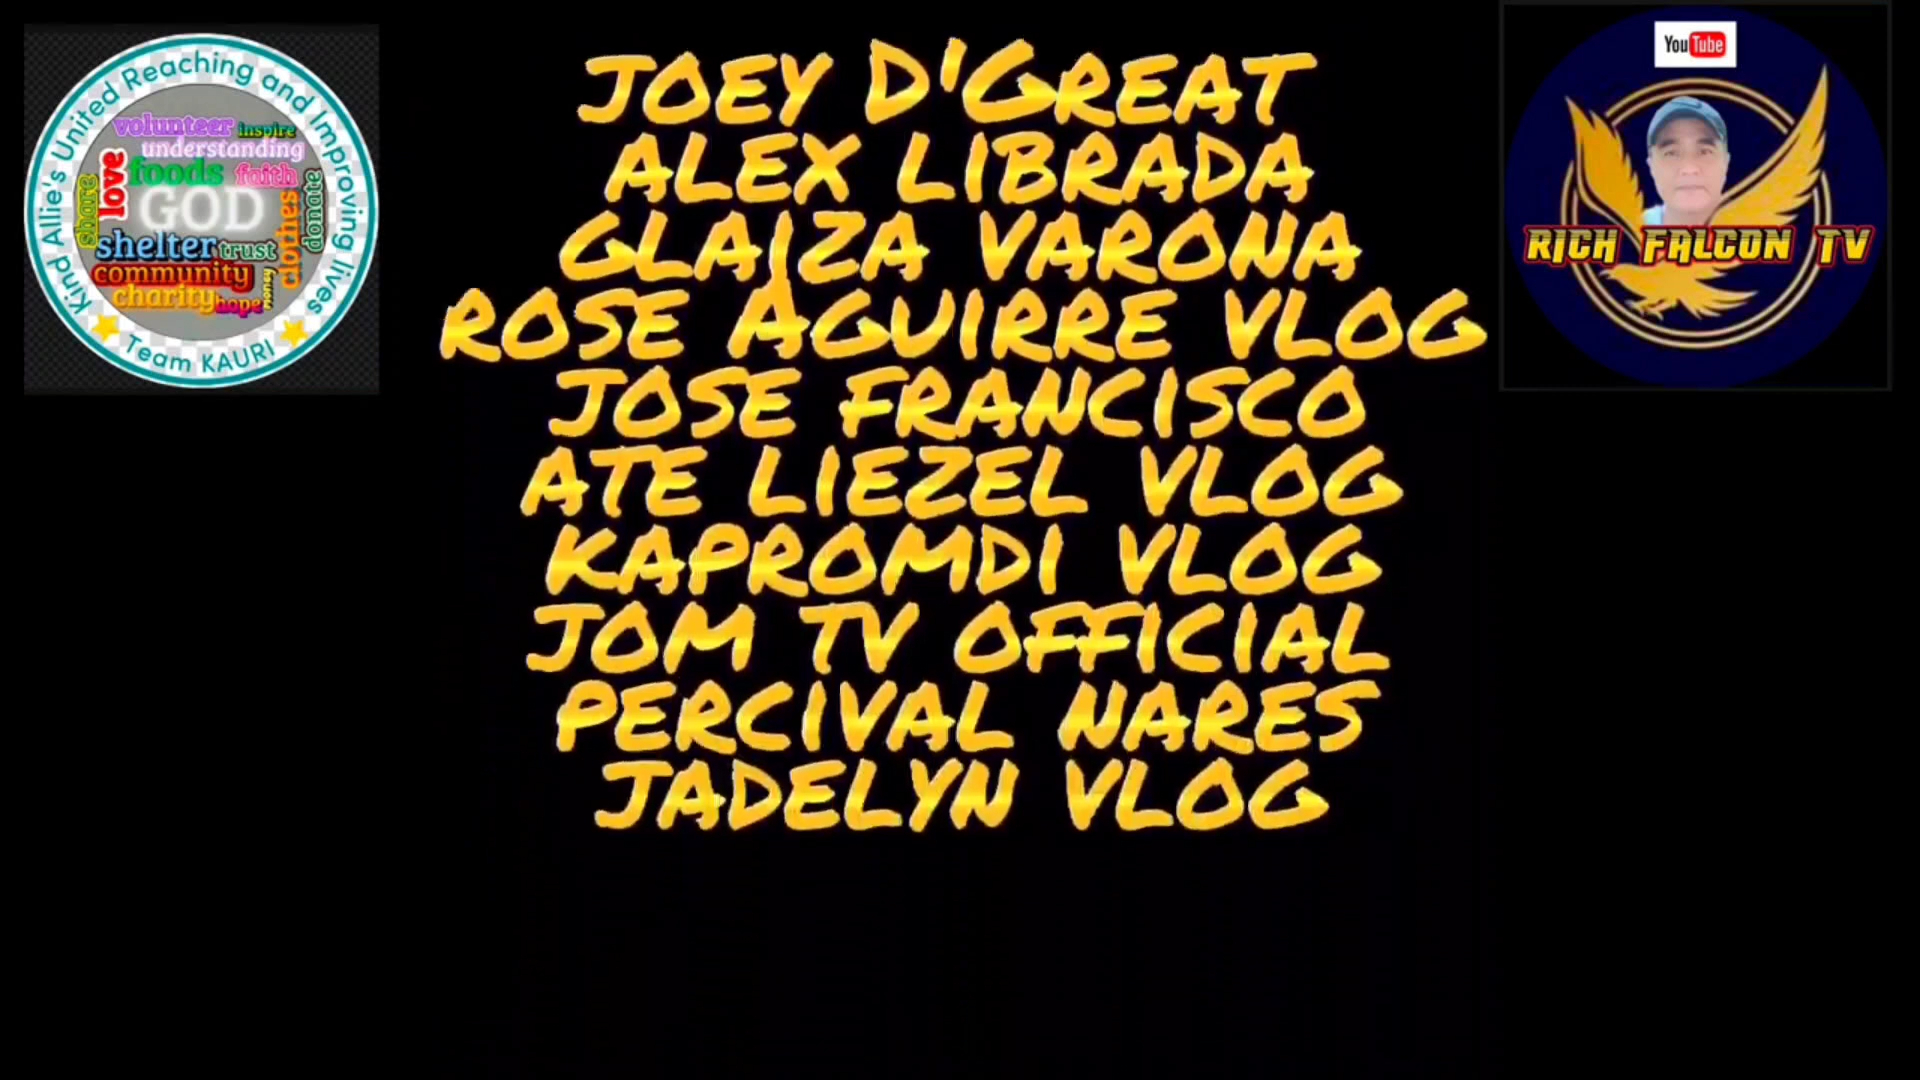 Kind Allie's United Reaching and Improving lives
volunteer inspire
understanding
love foods faith
share GOD donate
shelter trust clothes
community
charity hope money
Team KAURI
JOEY D'GREAT
ALEX LIBRADA
GLAIZA VARONA
ROSE AGUIRRE VLOG
JOSE FRANCISCO
ATE LIEZEL VLOG
KAPROMDI VLOG
JOM TV OFFICIAL
PERCIVAL NARES
JADELYN VLOG
YouTube
RICH FALCON TV